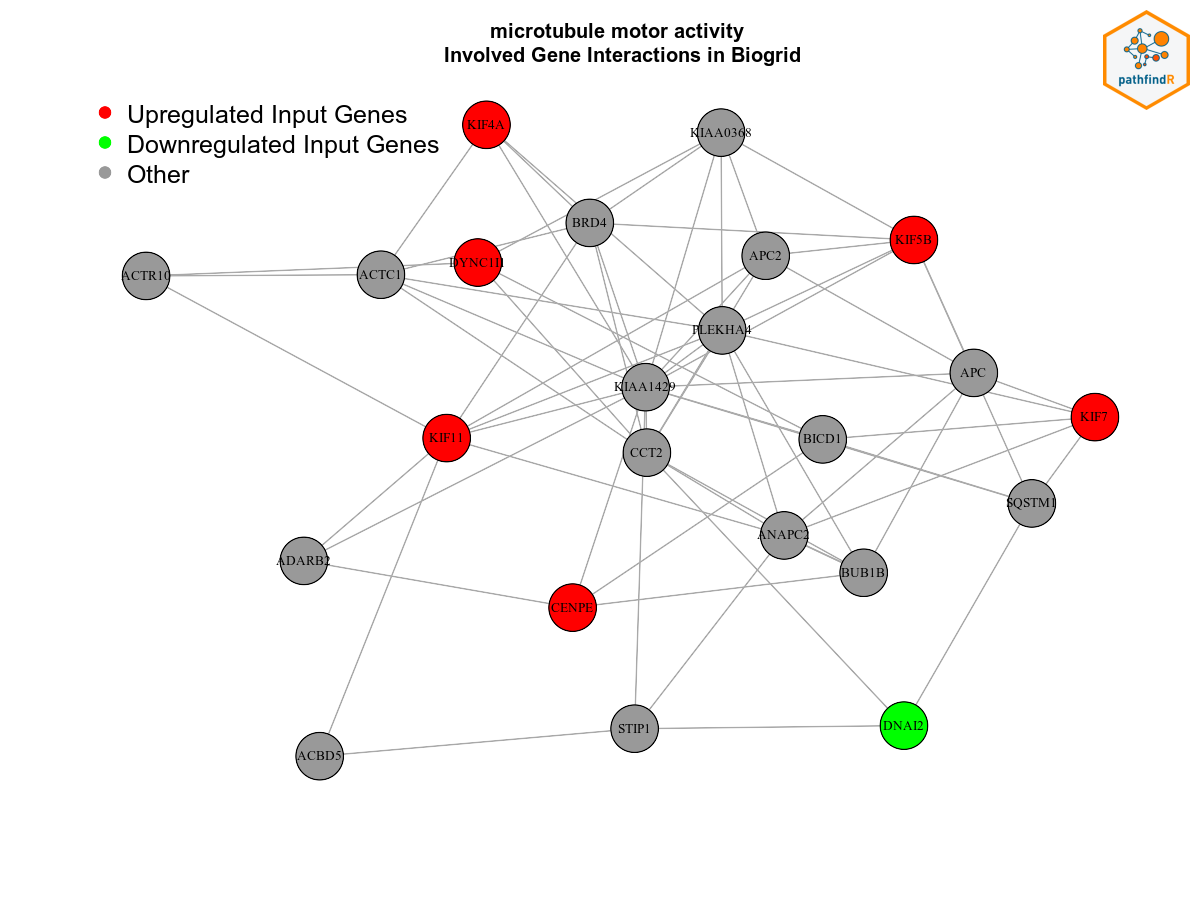 microtubule motor activity
Involved Gene Interactions in Biogrid
pathfindR
Upregulated Input Genes
Downregulated Input Genes
Other
KIF4A
KIAA0368
BRD4
KIF5B
APC2
DYNC1I1
ACTR10
ACTC1
PLEKHA4
APC
KIAA1429
KIF7
KIF11
BICD1
CCT2
SQSTM1
ANAPC2
ADARB2
BUB1B
CENPE
DNAI2
STIP1
ACBD5